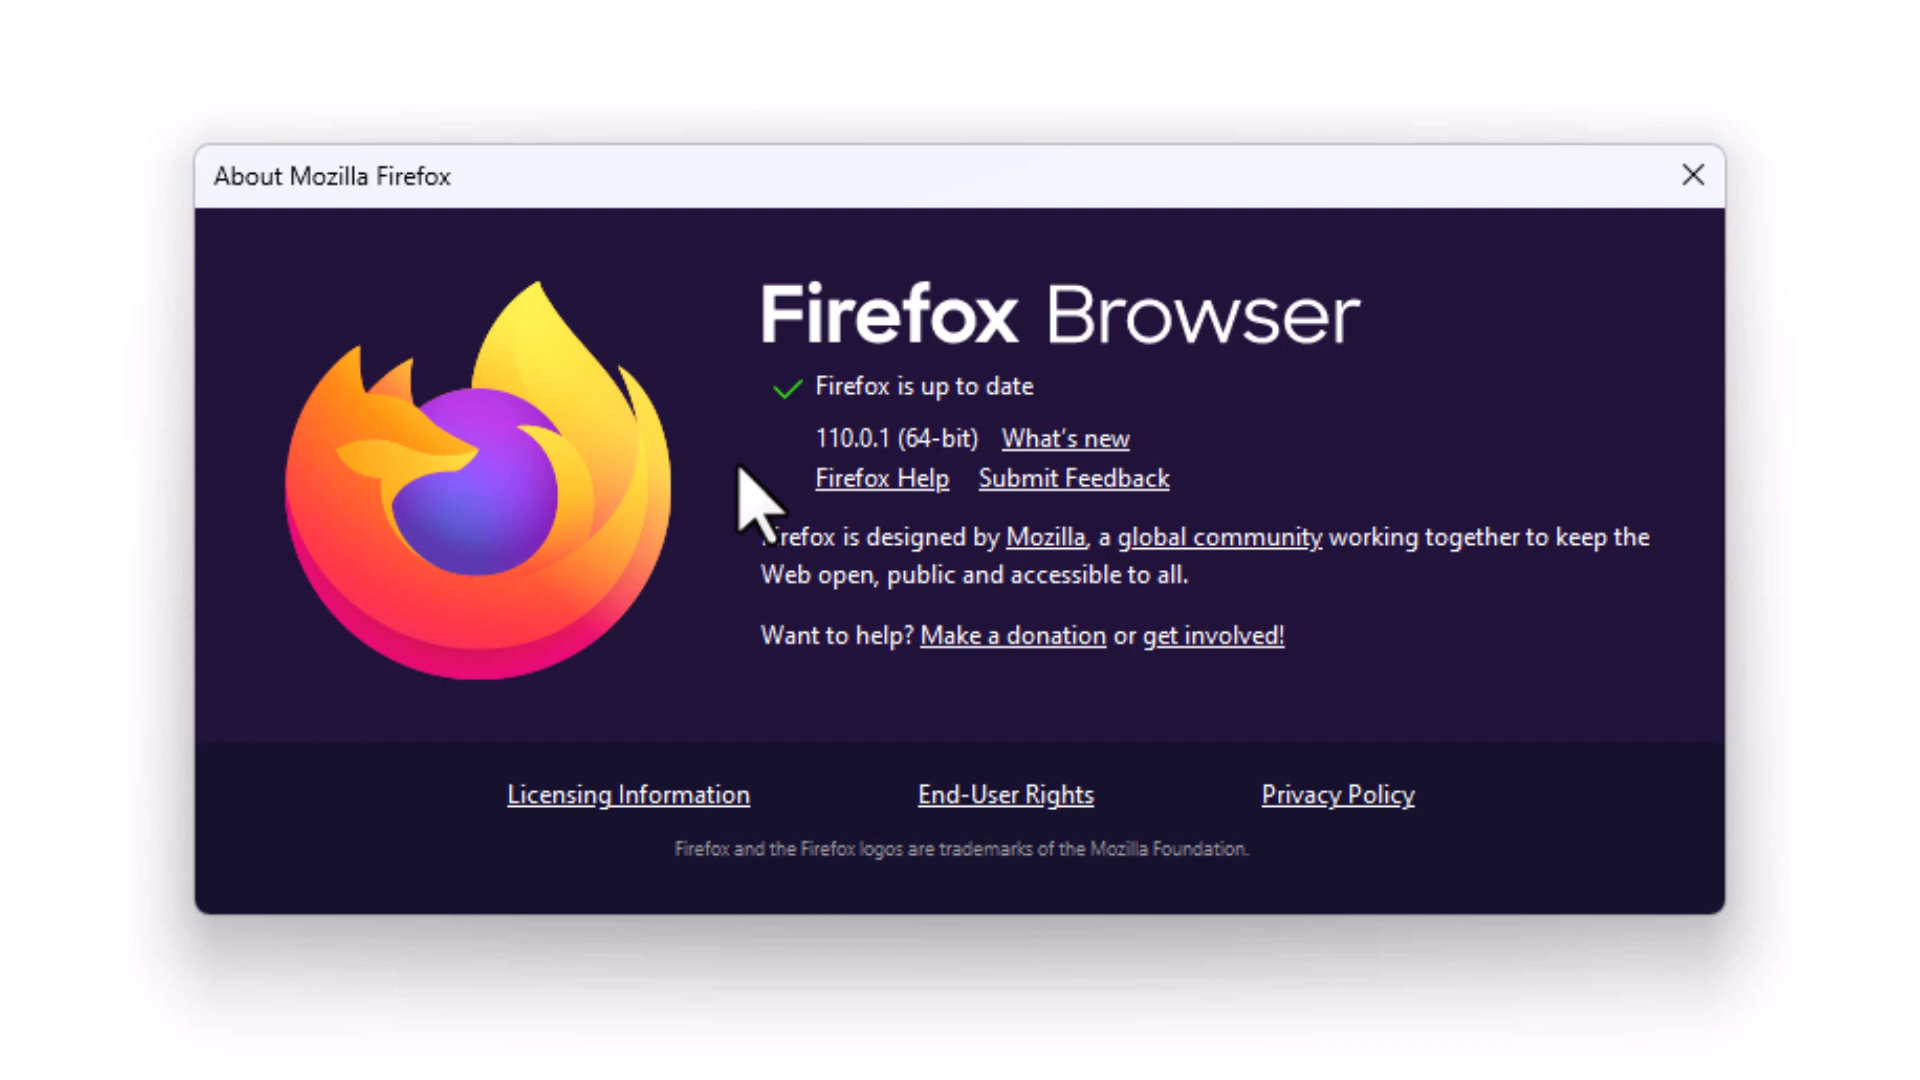 About Mozilla Firefox
Firefox Browser
Firefox is up to date
110.0.1 (64-bit) What's new
Firefox Help Submit Feedback
Firefox is designed by Mozilla, a global community working together to keep the
Web open, public and accessible to all.
Want to help? Make a donation or get involved!
Licensing Information End-User Rights Privacy Policy
Firefox and the Firefox logos are trademarks of the Mozilla Foundation.